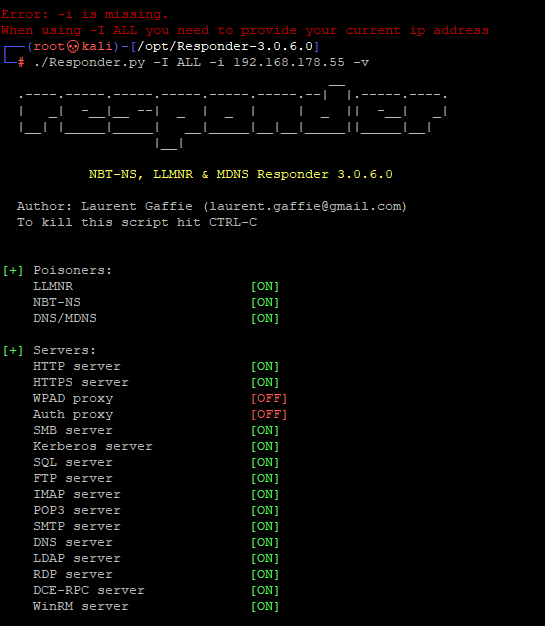 Error: -i is missing.
When using -I ALL you need to provide your current ip address
(root💀kali)-[/opt/Responder-3.0.6.0]
# ./Responder.py -I ALL -i 192.168.178.55 -v
NBT-NS, LLMNR & MDNS Responder 3.0.6.0
Author: Laurent Gaffie (laurent.gaffie@gmail.com)
To kill this script hit CTRL-C
[+] Poisoners:
LLMNR [ON]
NBT-NS [ON]
DNS/MDNS [ON]
[+] Servers:
HTTP server [ON]
HTTPS server [ON]
WPAD proxy [OFF]
Auth proxy [OFF]
SMB server [ON]
Kerberos server [ON]
SQL server [ON]
FTP server [ON]
IMAP server [ON]
POP3 server [ON]
SMTP server [ON]
DNS server [ON]
LDAP server [ON]
RDP server [ON]
DCE-RPC server [ON]
WinRM server [ON]